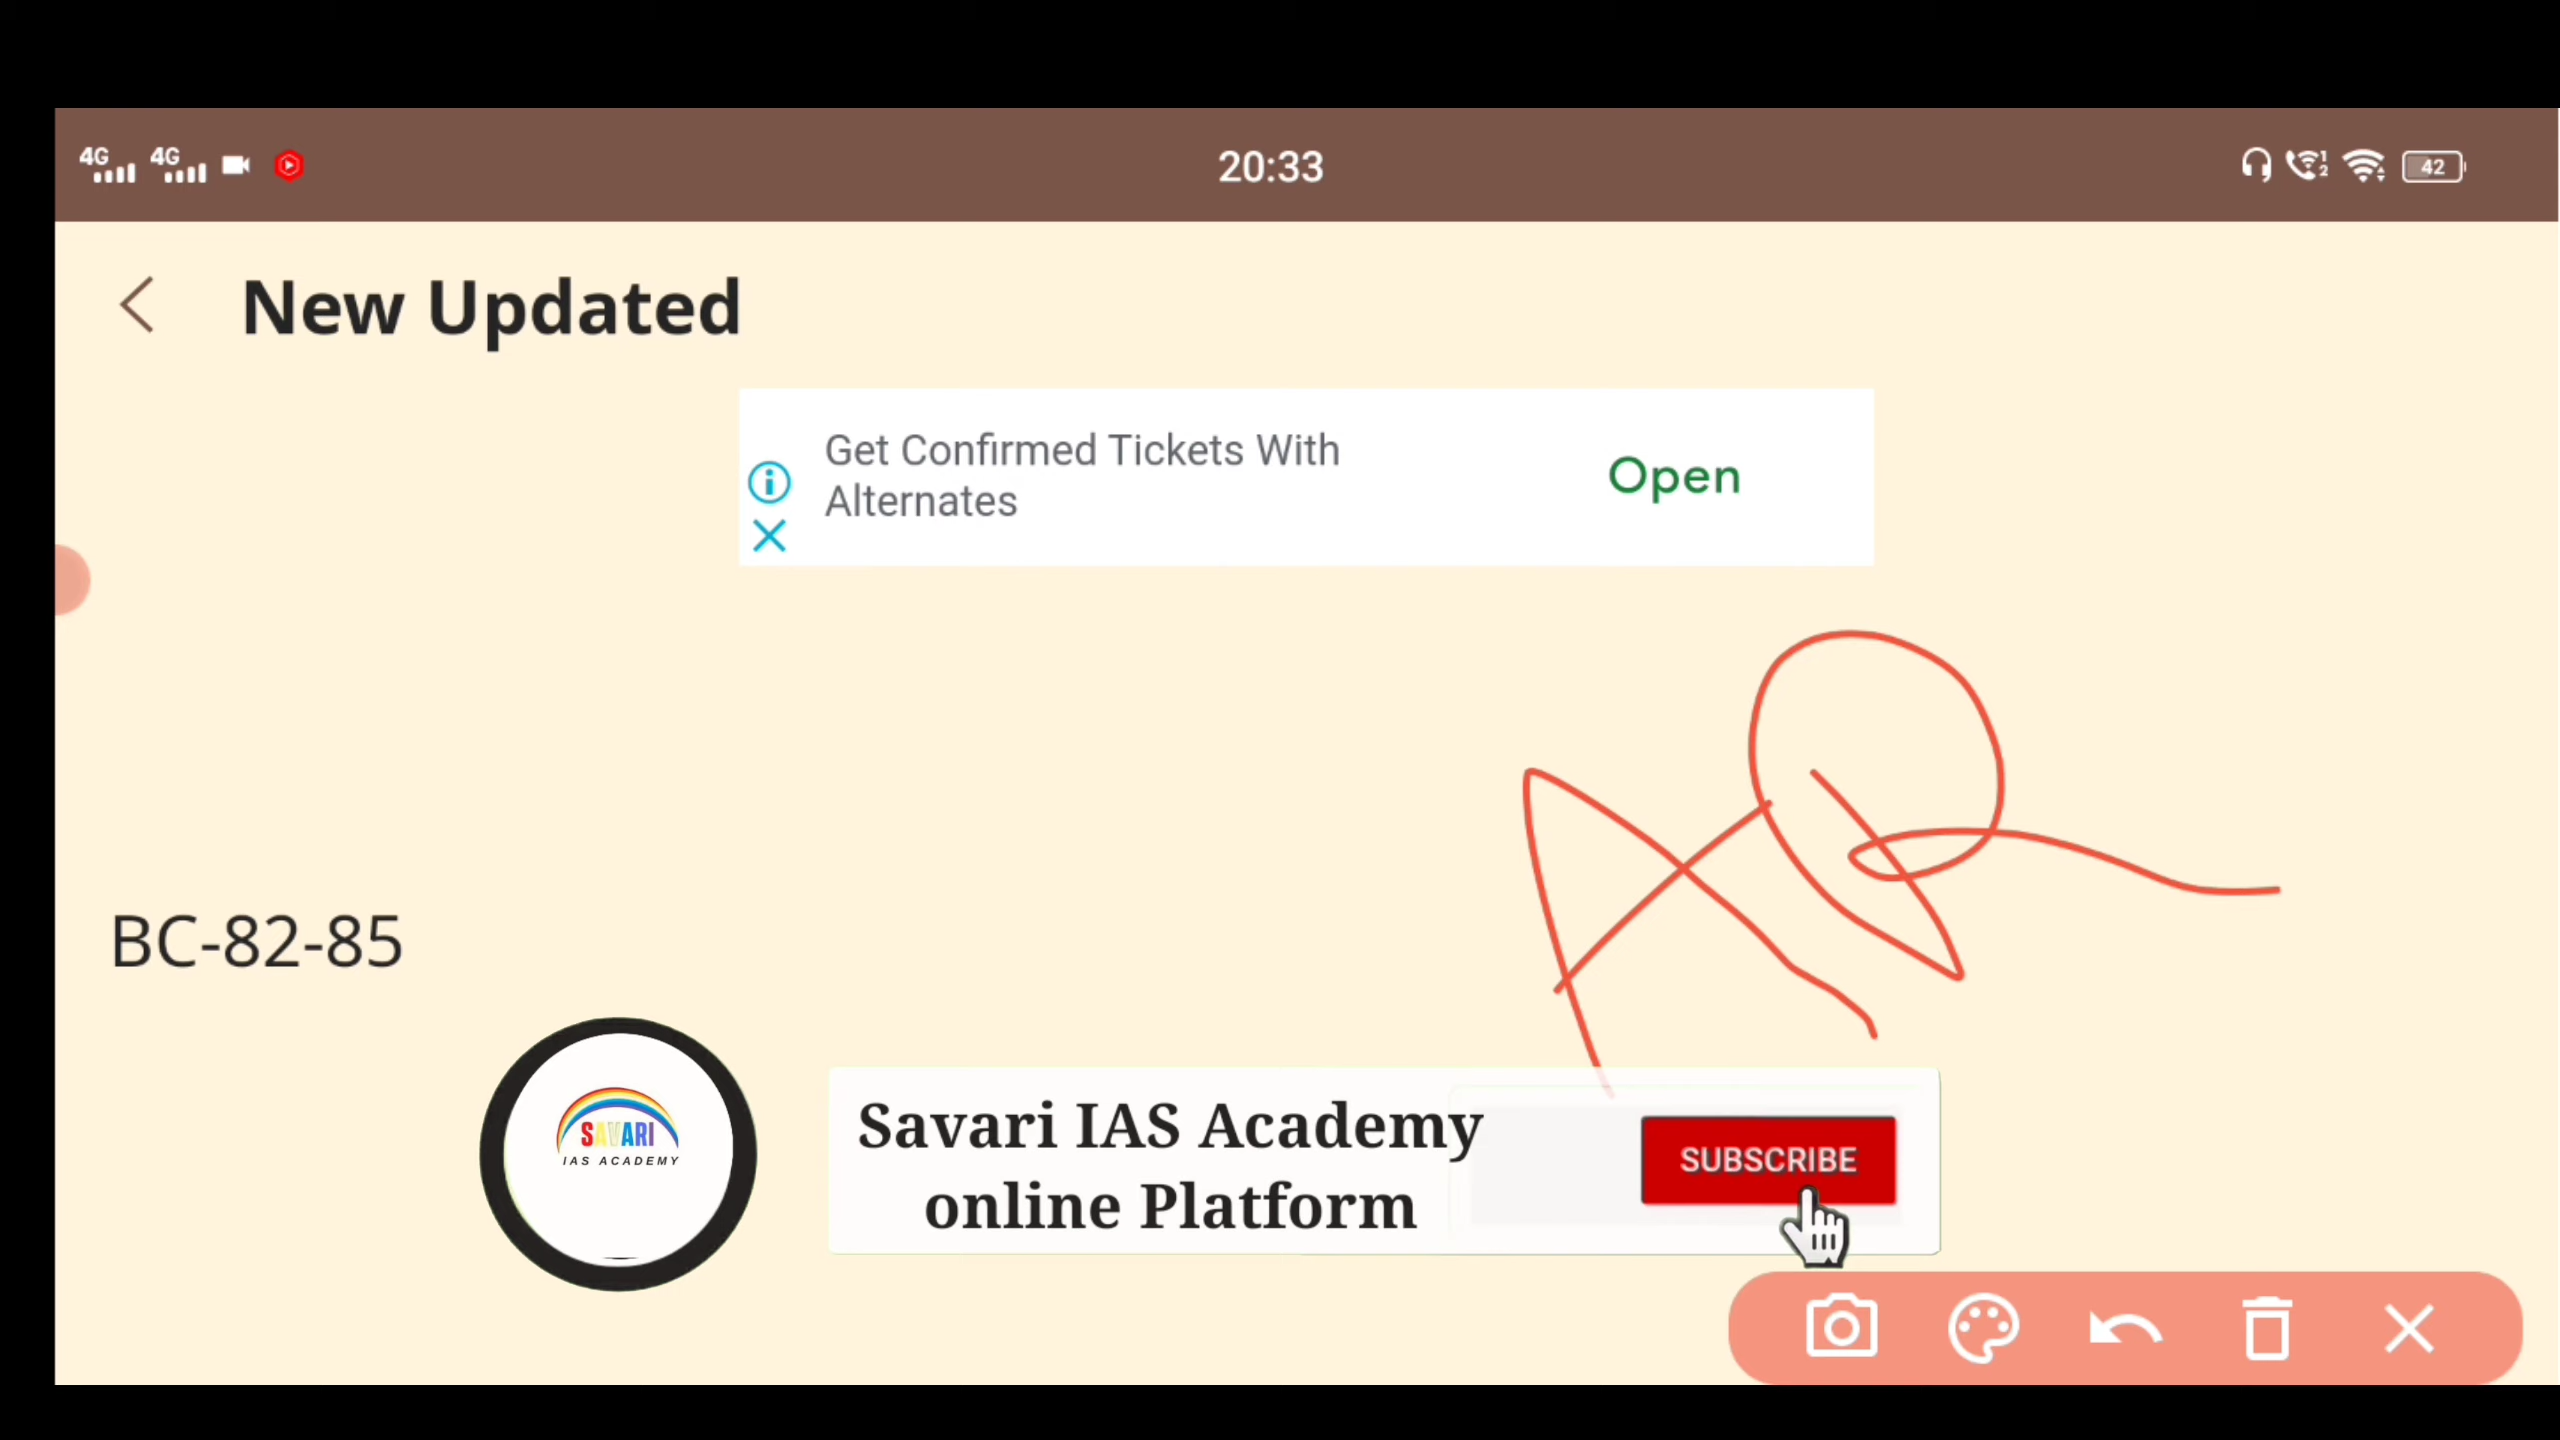 4G 4G 20:33 42
New Updated
Get Confirmed Tickets With
Alternates
Open
BC-82-85
SAVARI
IAS ACADEMY
Savari IAS Academy
online Platform
SUBSCRIBE